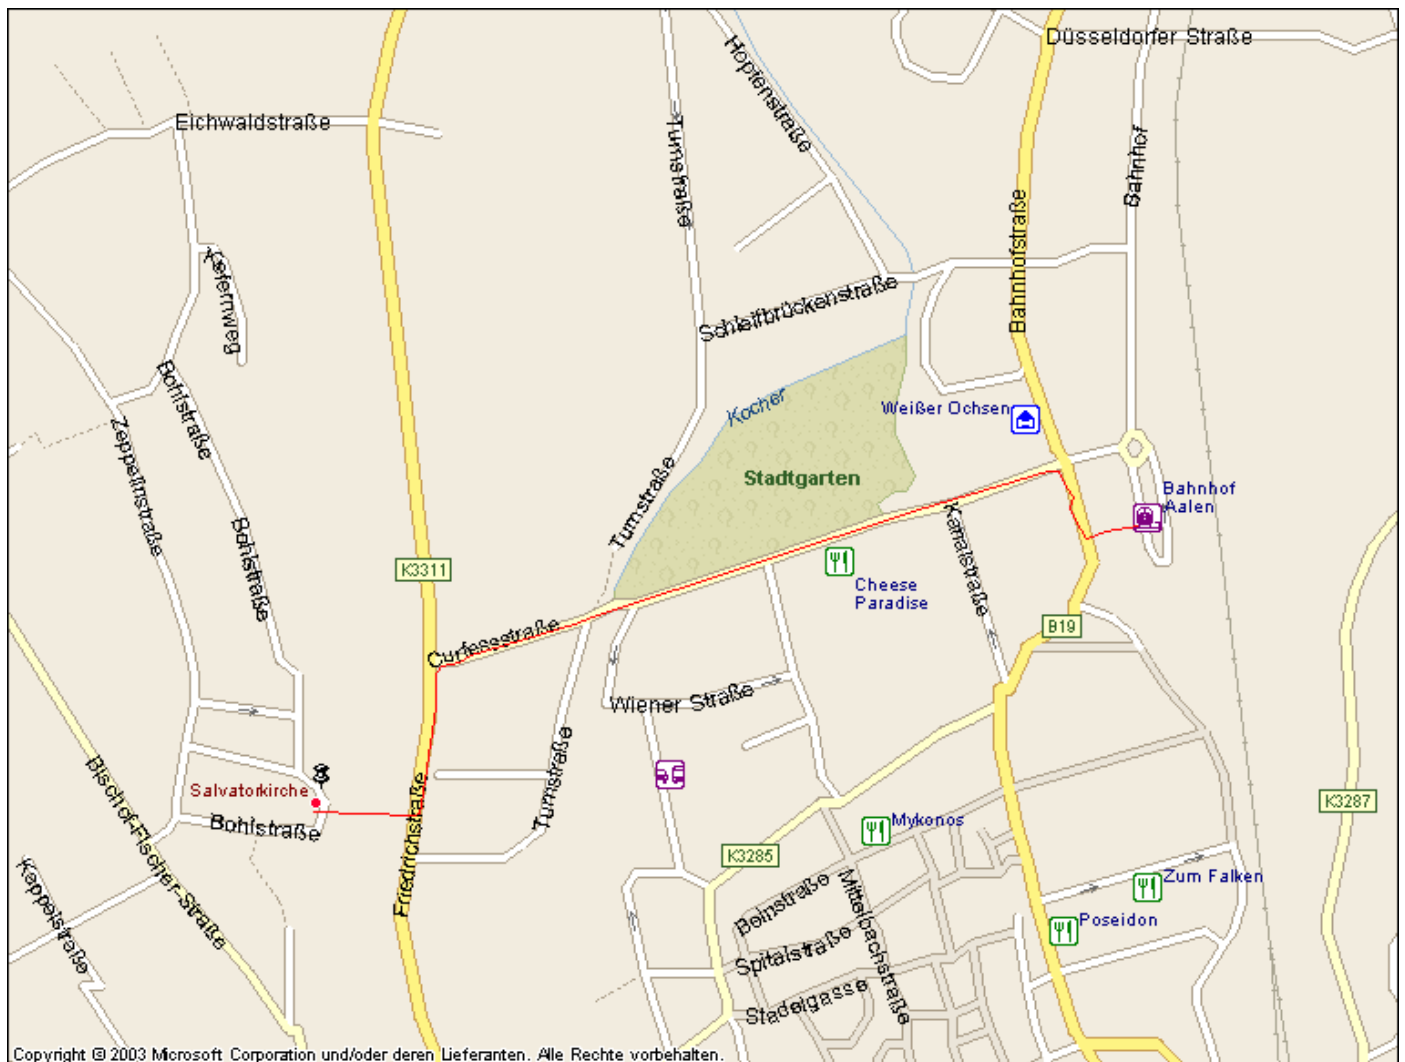 Düsseldorfer Straße
Hopfenstraße
Eichwaldstraße
Turnstraße
Bahnhof
Bahnhofstraße
Kefernweg
Schleifbrückenstraße
Bohlstraße
Kocher
Weißer Ochsen
Zeppelinstraße
Stadtgarten
Bahnhof
Aalen
Turnstraße
Kanalstraße
Bohlstraße
K3311
Cheese
Paradise
B19
Curfessstraße
Wiener Straße
Bischof-Fischer-Straße
Turnstraße
Salvatorkirche
K3287
Bohlstraße
Friedrichstraße
Mykonos
K3285
Keppelstraße
Zum Falken
Beinstraße
Mittelbachstraße
Poseidon
Spitalstraße
Stadelgasse
Copyright © 2003 Microsoft Corporation und/oder deren Lieferanten. Alle Rechte vorbehalten.